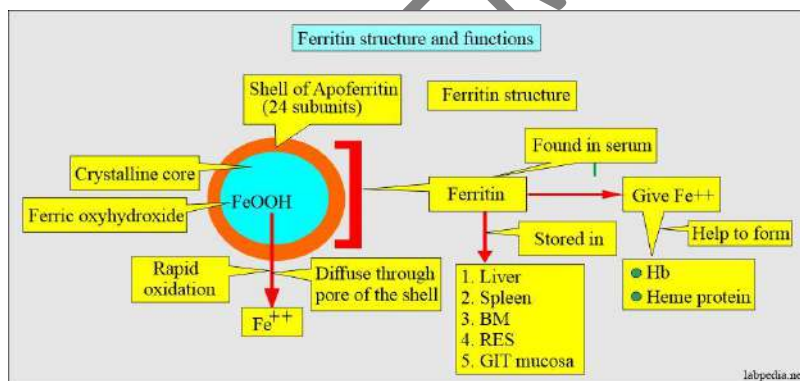 Ferritin structure and functions
Shell of Apoferritin
(24 subunits)
Ferritin structure
Found in serum
Crystalline core
Ferric oxyhydroxide
FeOOH
Ferritin
Give Fe++
Stored in
Help to form
Rapid
oxidation
Diffuse through
pore of the shell
Fe++
1. Liver
2. Spleen
3. BM
4. RES
5. GIT mucosa
Hb
Heme protein
labpedia.ne